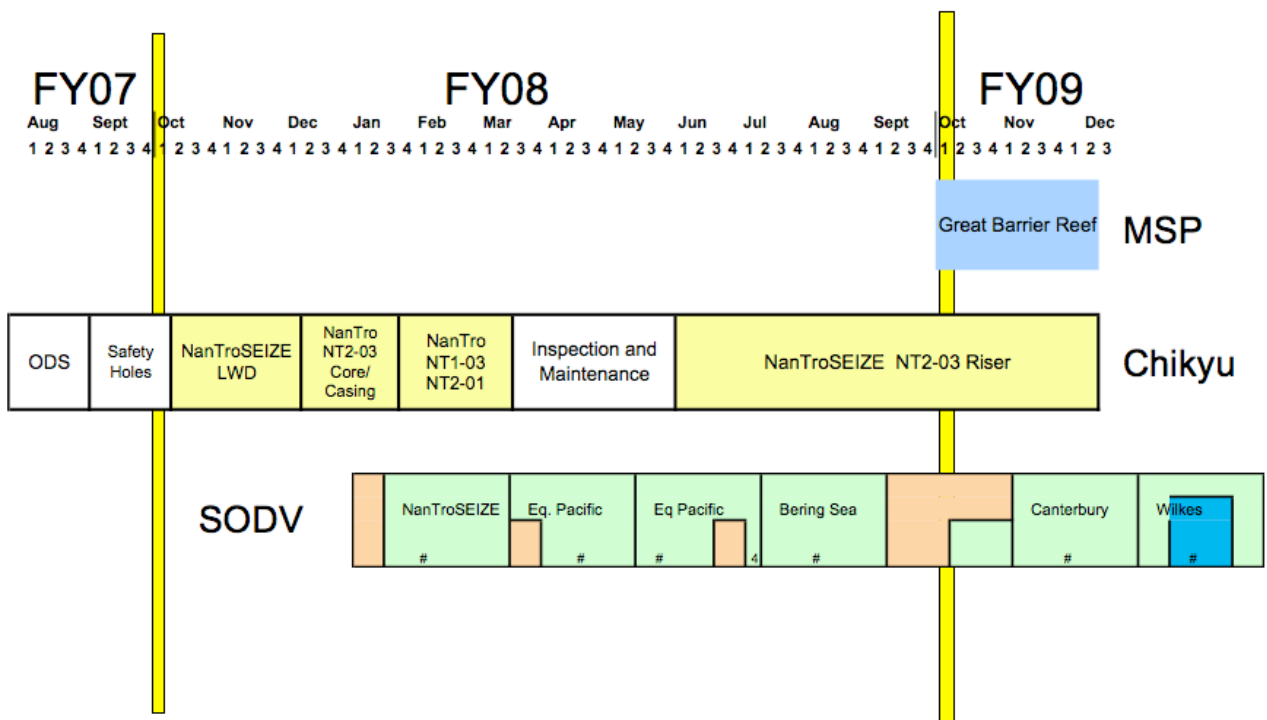 FY07 FY08 FY09
Aug Sept Oct Nov Dec Jan Feb Mar Apr May Jun Jul Aug Sept Oct Nov Dec
1 2 3 4 1 2 3 4 1 2 3 4 1 2 3 4 1 2 3 4 1 2 3 4 1 2 3 4 1 2 3 4 1 2 3 4 1 2 3 4 1 2 3 4 1 2 3 4 1 2 3 4 1 2 3 4 1 2 3 4 1 2 3 4 1 2 3
Great Barrier Reef
MSP
ODS
Safety
Holes
NanTroSEIZE
LWD
NanTro
NT2-03
Core/
Casing
NanTro
NT1-03
NT2-01
Inspection and
Maintenance
NanTroSEIZE NT2-03 Riser
Chikyu
SODV
NanTroSEIZE Eq. Pacific Eq Pacific Bering Sea Canterbury Wilkes
# # # 4 # # #